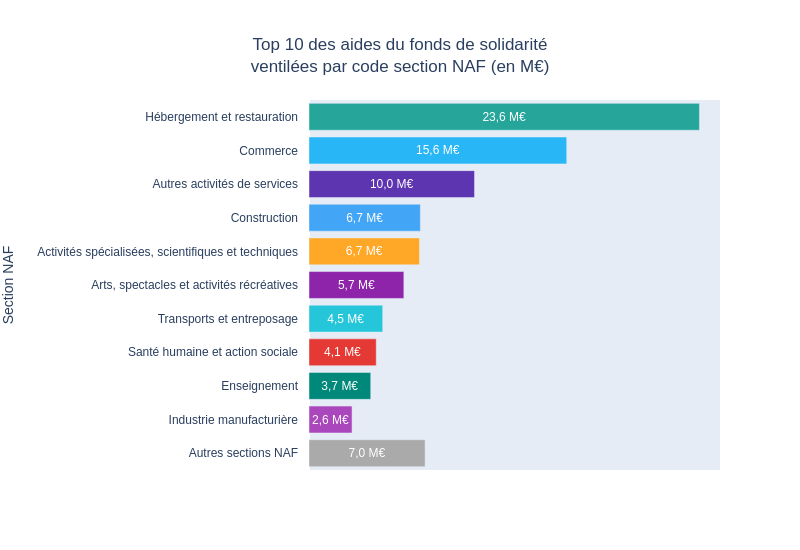 Top 10 des aides du fonds de solidarité
ventilées par code section NAF (en M€)
Section NAF
Hébergement et restauration 23,6 M€
Commerce 15,6 M€
Autres activités de services 10,0 M€
Construction 6,7 M€
Activités spécialisées, scientifiques et techniques 6,7 M€
Arts, spectacles et activités récréatives 5,7 M€
Transports et entreposage 4,5 M€
Santé humaine et action sociale 4,1 M€
Enseignement 3,7 M€
Industrie manufacturière 2,6 M€
Autres sections NAF 7,0 M€